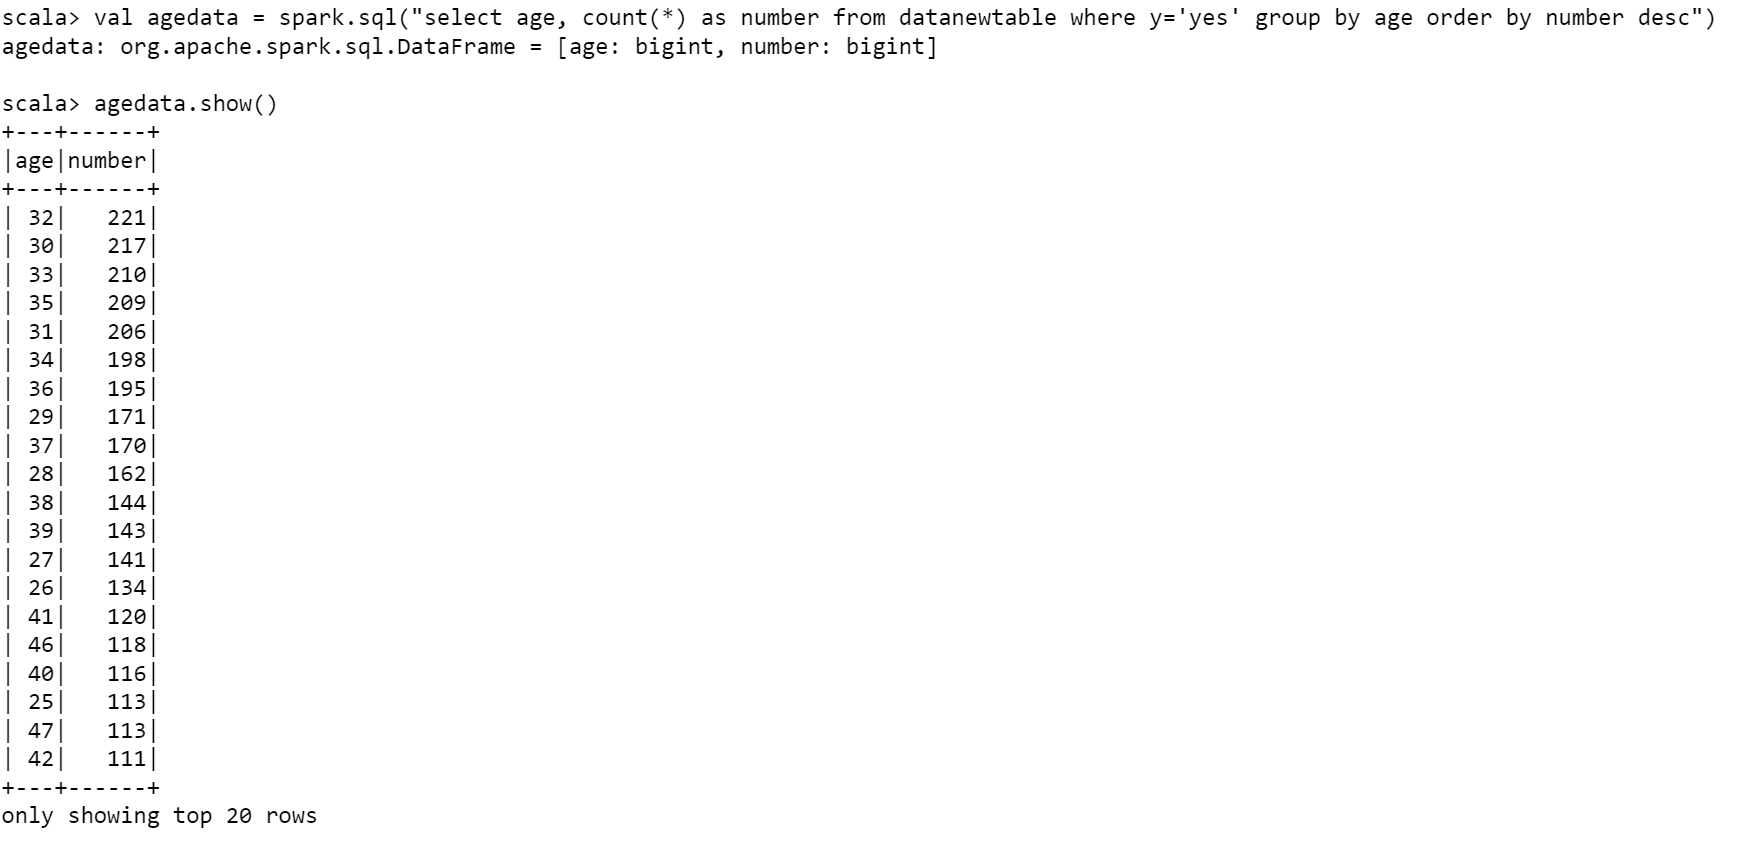 scala> val agedata = spark.sql("select age, count(*) as number from datanewtable where y='yes' group by age order by number desc")
agedata: org.apache.spark.sql.DataFrame = [age: bigint, number: bigint]
scala> agedata.show()
+---+------+
|age|number|
+---+------+
| 32|   221|
| 30|   217|
| 33|   210|
| 35|   209|
| 31|   206|
| 34|   198|
| 36|   195|
| 29|   171|
| 37|   170|
| 28|   162|
| 38|   144|
| 39|   143|
| 27|   141|
| 26|   134|
| 41|   120|
| 46|   118|
| 40|   116|
| 25|   113|
| 47|   113|
| 42|   111|
+---+------+
only showing top 20 rows